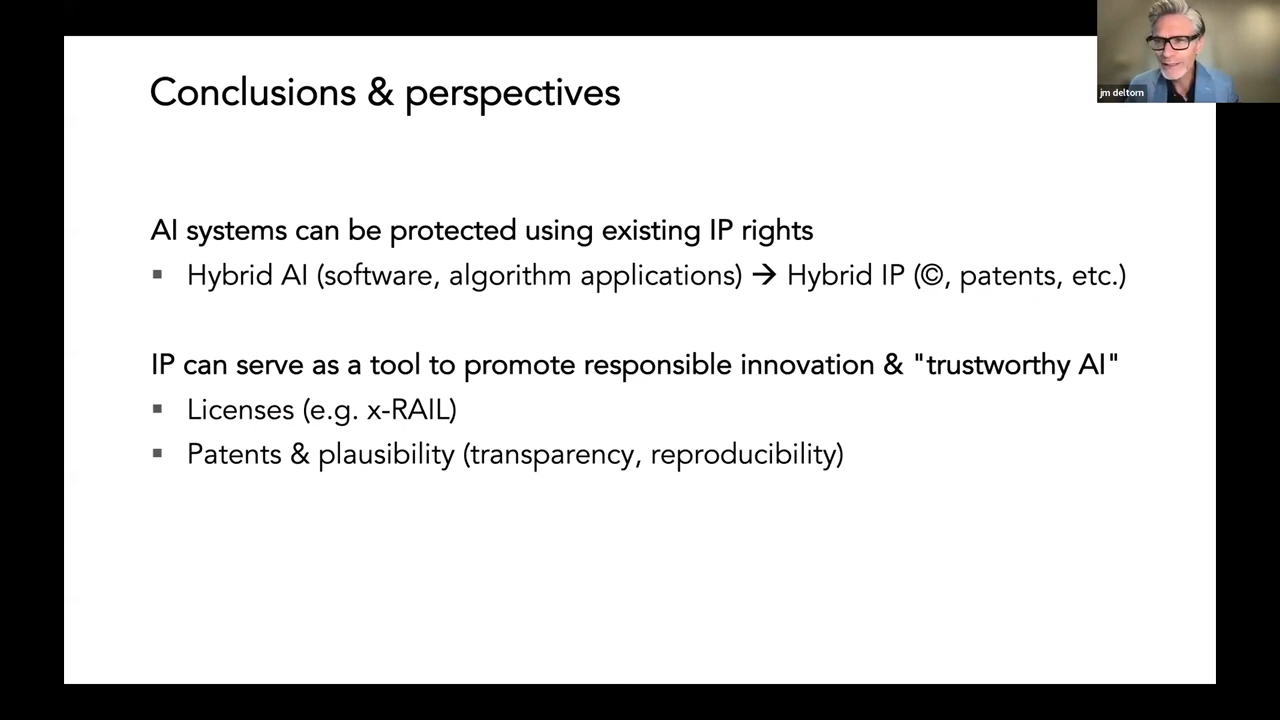 Conclusions & perspectives
jm deltorn
AI systems can be protected using existing IP rights
▪ Hybrid AI (software, algorithm applications) → Hybrid IP (©, patents, etc.)
IP can serve as a tool to promote responsible innovation & "trustworthy AI"
▪ Licenses (e.g. x-RAIL)
▪ Patents & plausibility (transparency, reproducibility)